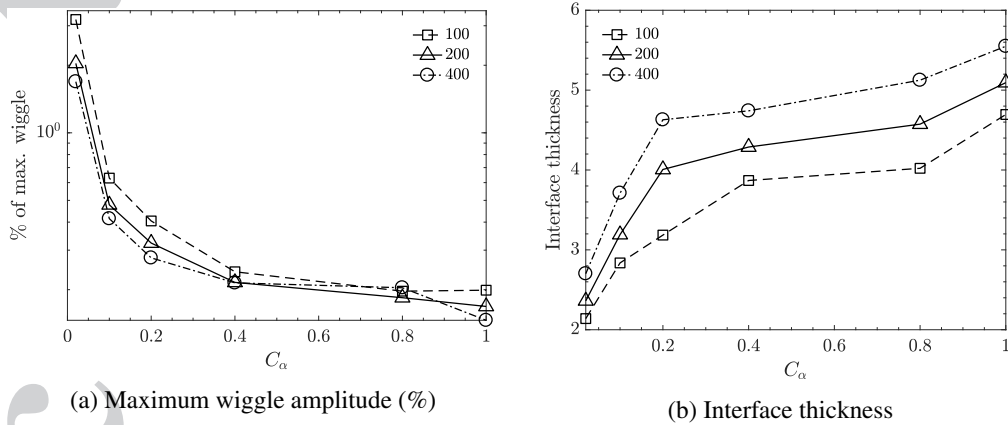 100
200
400
% of max. wiggle
10^0
0 0.2 0.4 0.6 0.8 1
C_α
(a) Maximum wiggle amplitude (%)
6
5
4
3
2
100
200
400
Interface thickness
0.2 0.4 0.6 0.8 1
C_α
(b) Interface thickness